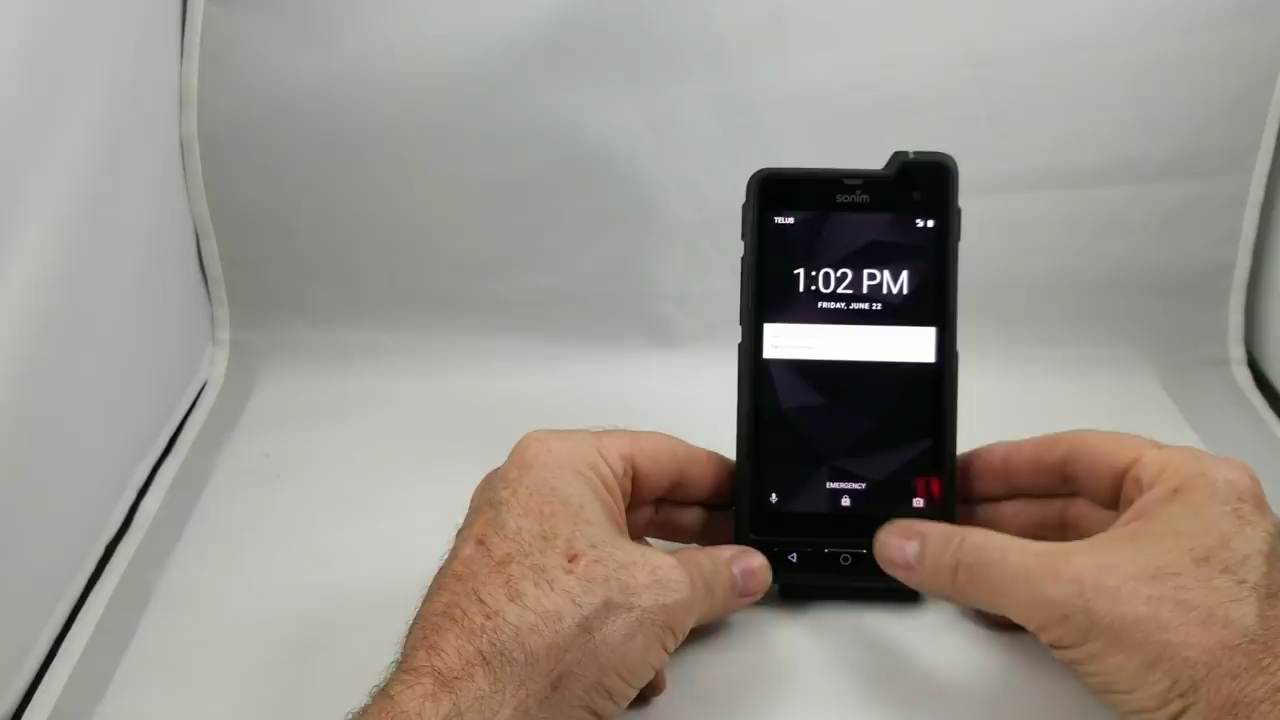 sonim
TELUS
1:02 PM
FRIDAY, JUNE 22
EMERGENCY